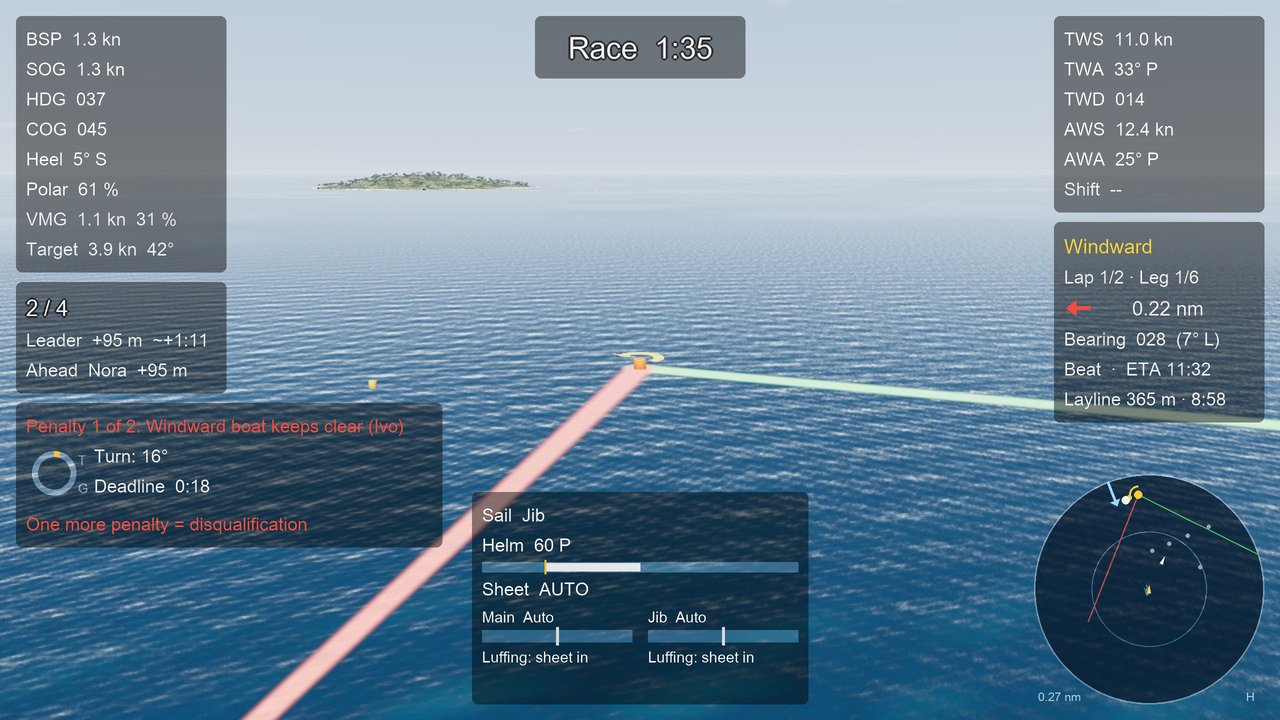 BSP 1.3 kn
SOG 1.3 kn
HDG 037
COG 045
Heel 5° S
Polar 61 %
VMG 1.1 kn 31 %
Target 3.9 kn 42°
2 / 4
Leader +95 m ~+1:11
Ahead Nora +95 m
Penalty 1 of 2: Windward boat keeps clear (Ivo)
T
Turn: 16°
G
Deadline 0:18
One more penalty = disqualification
Race 1:35
Sail Jib
Helm 60 P
Sheet AUTO
Main Auto
Jib Auto
Luffing: sheet in
Luffing: sheet in
TWS 11.0 kn
TWA 33° P
TWD 014
AWS 12.4 kn
AWA 25° P
Shift --
Windward
Lap 1/2 · Leg 1/6
0.22 nm
Bearing 028 (7° L)
Beat · ETA 11:32
Layline 365 m · 8:58
0.27 nm
H